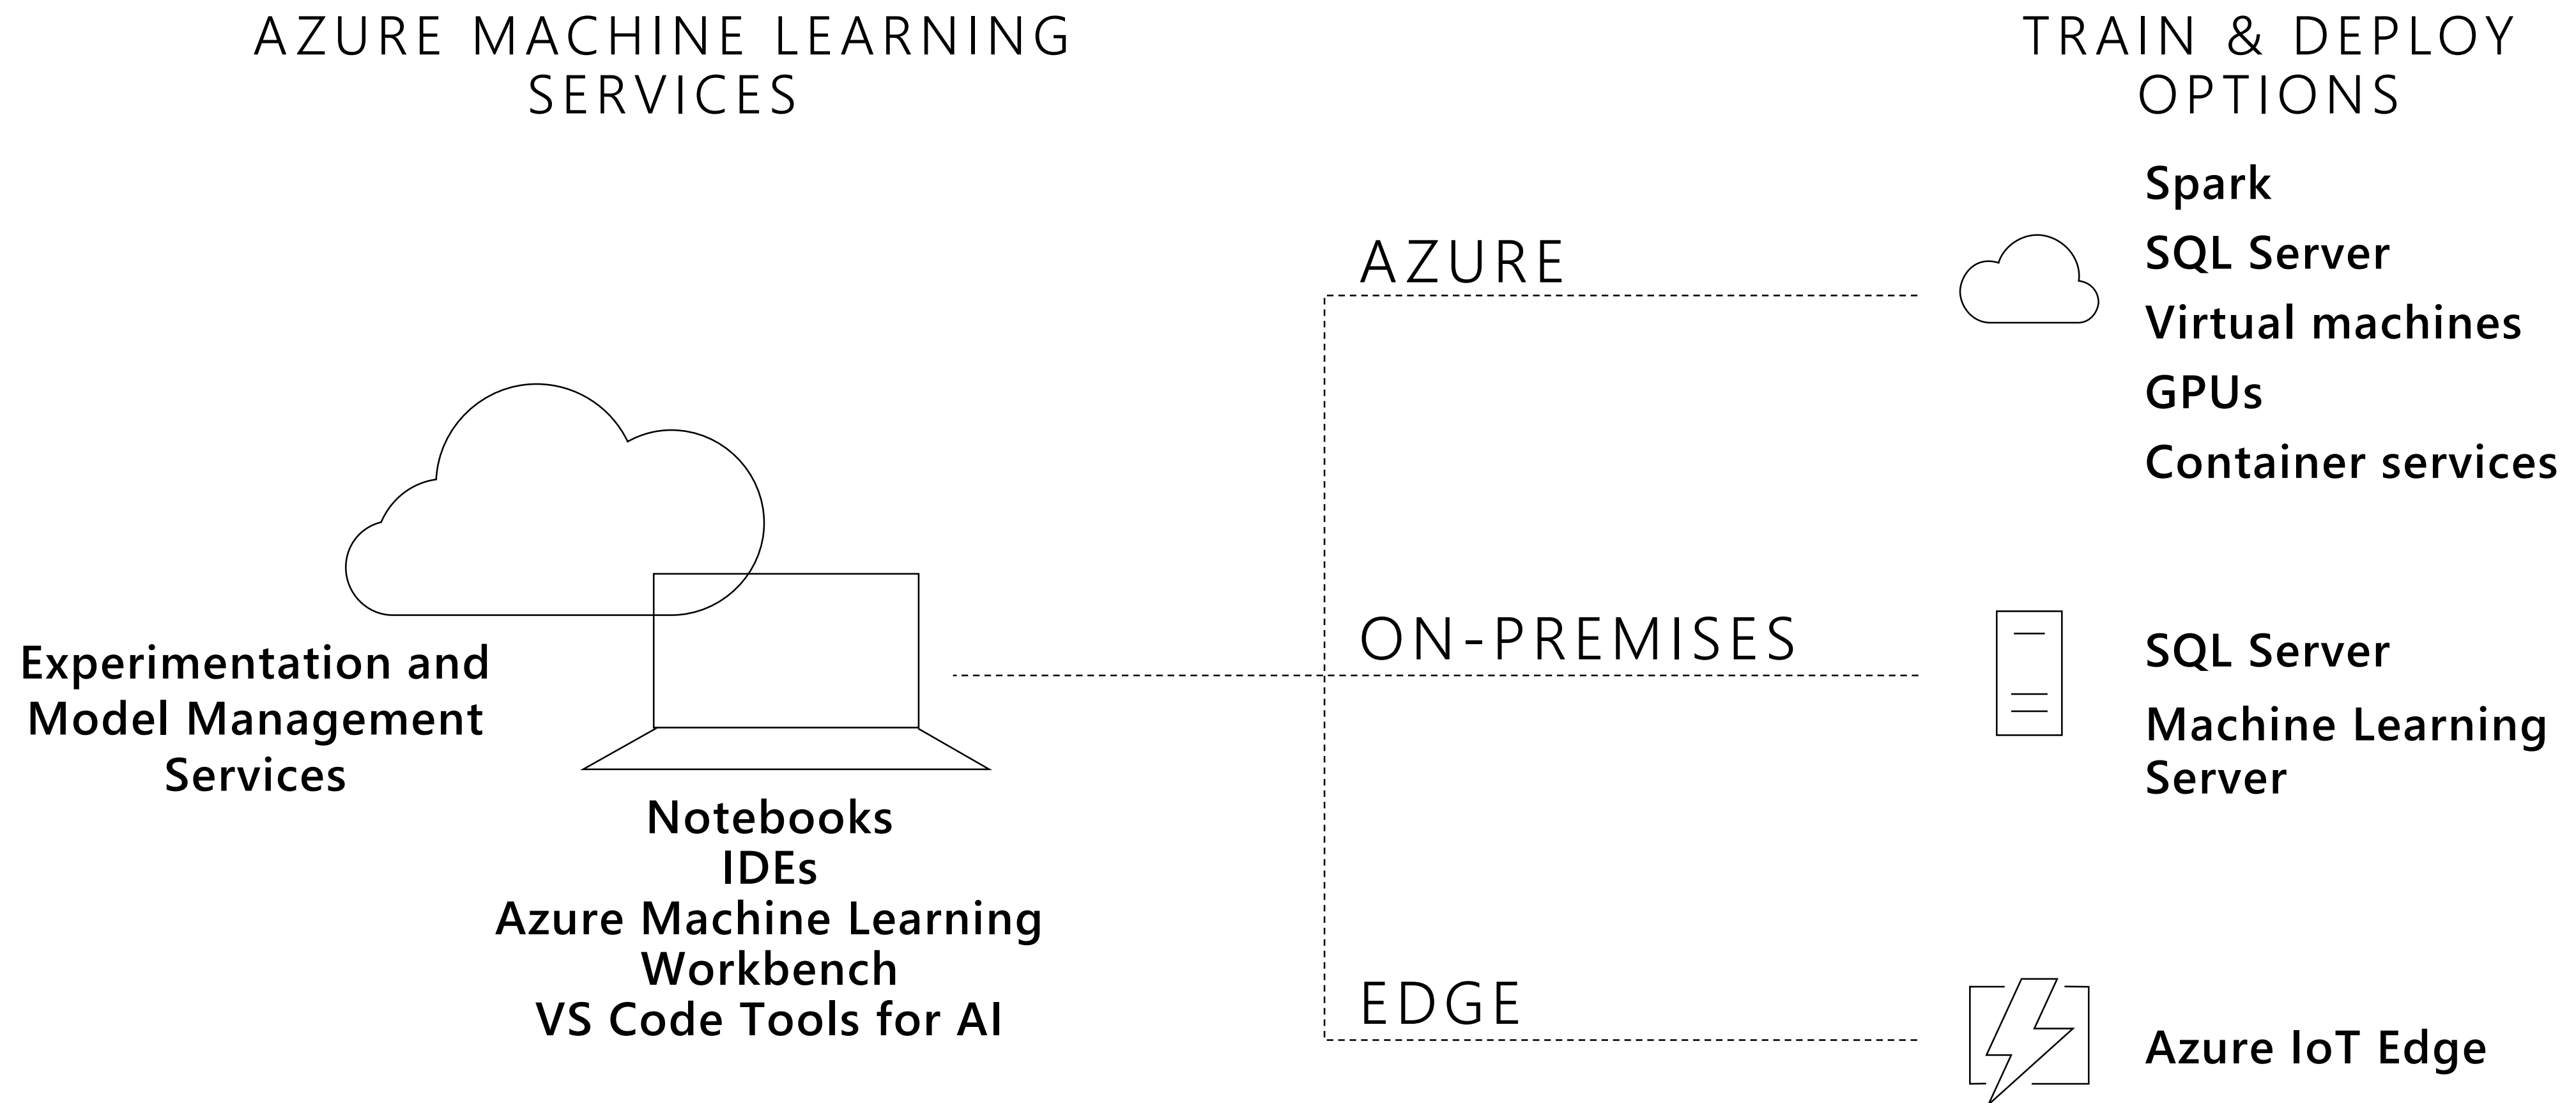 AZURE MACHINE LEARNING
SERVICES
Experimentation and
Model Management
Services
Notebooks
IDEs
Azure Machine Learning
Workbench
VS Code Tools for AI
TRAIN & DEPLOY
OPTIONS
AZURE
Spark
SQL Server
Virtual machines
GPUs
Container services
ON-PREMISES
SQL Server
Machine Learning
Server
EDGE
Azure IoT Edge